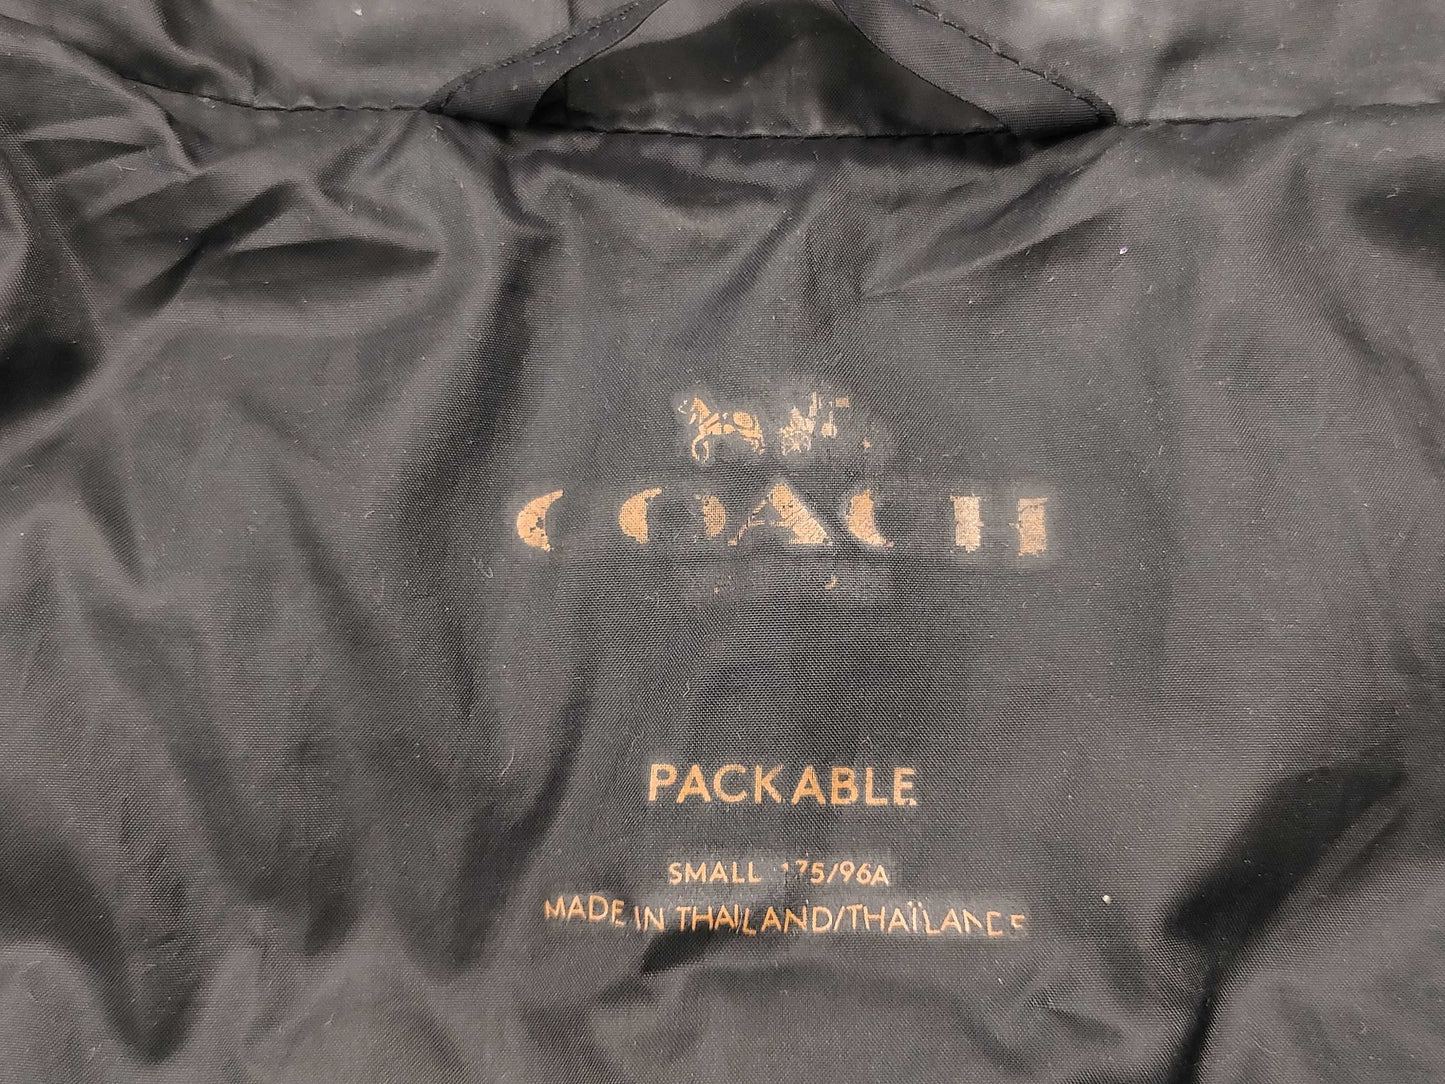 COACH
PACKABLE
SMALL 175/96A
MADE IN THAILAND/THAÏLANDE